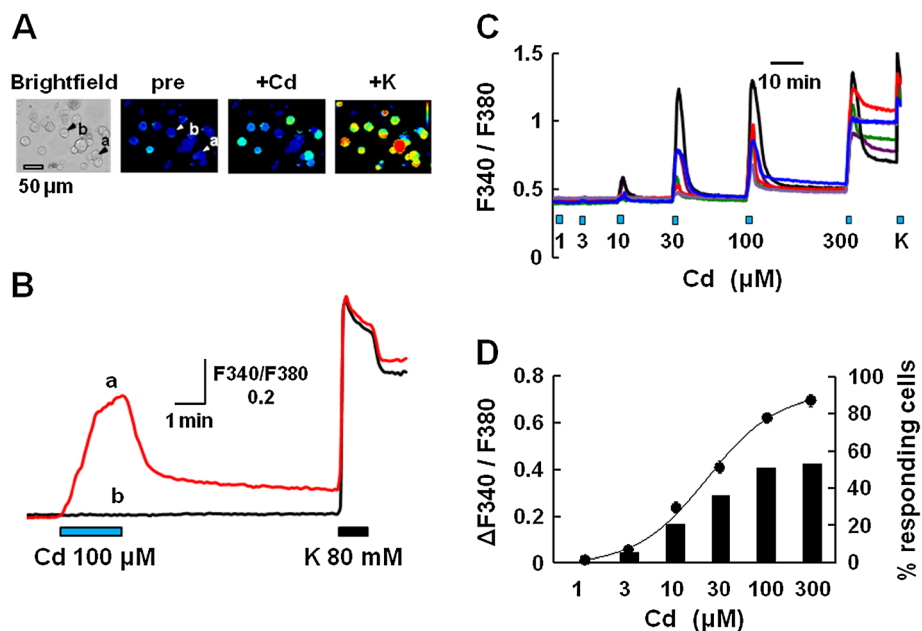 A
Brightfield pre +Cd +K
b
a
b
a
50 μm
B
a
b
F340/F380
0.2
1 min
Cd 100 μM
K 80 mM
C
F340 / F380
1.5
1
0.5
0
10 min
1 3 10 30 100 300 K
Cd (μM)
D
ΔF340 / F380
0.8
0.6
0.4
0.2
0
100
80
60
40
20
0
% responding cells
1 3 10 30 100 300
Cd (μM)